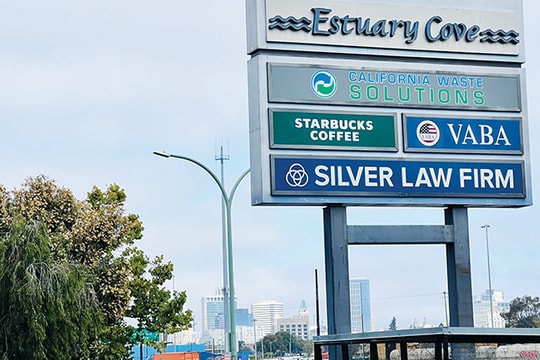 Estuary Cove
CALIFORNIA WASTE
SOLUTIONS
STARBUCKS
COFFEE
VABA
SILVER LAW FIRM